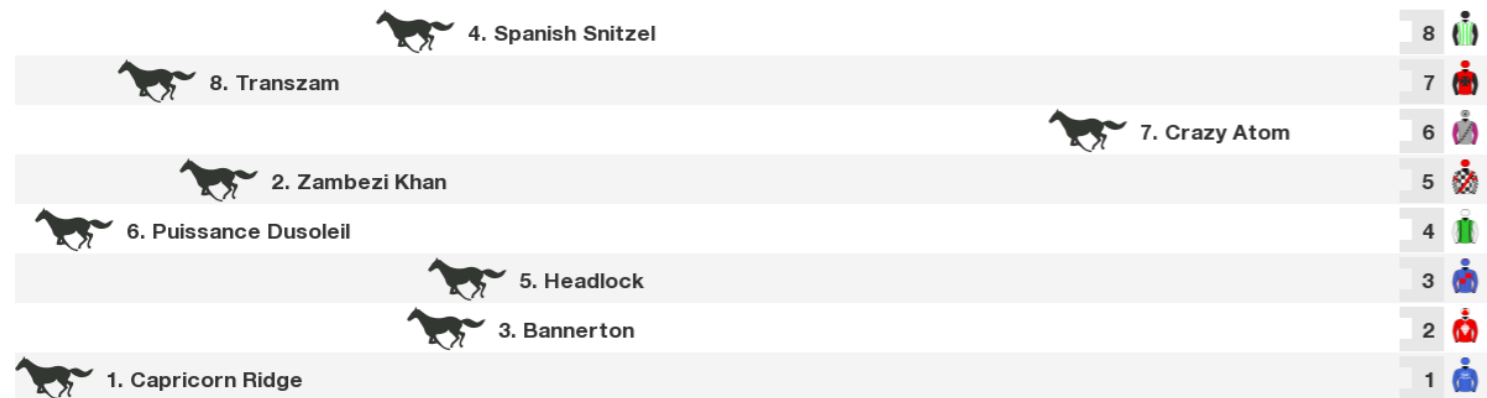 4. Spanish Snitzel 8
8. Transzam 7
7. Crazy Atom 6
2. Zambezi Khan 5
6. Puissance Dusoleil 4
5. Headlock 3
3. Bannerton 2
1. Capricorn Ridge 1